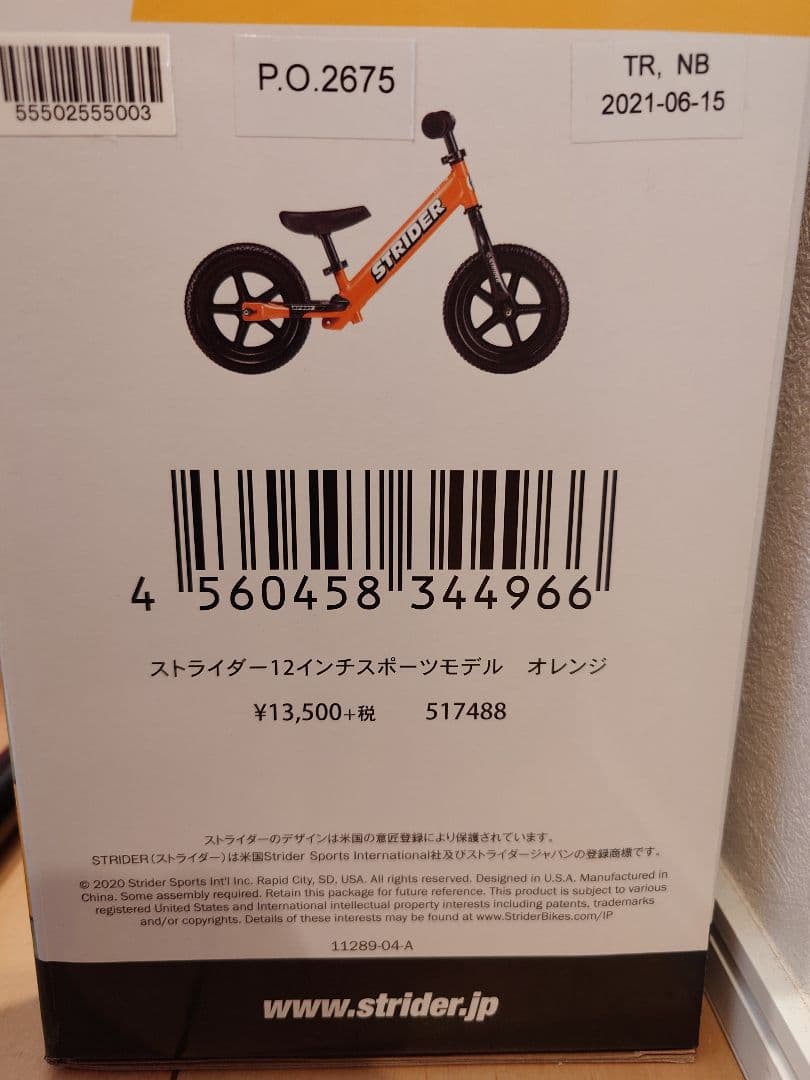 55502555003
P.O.2675
TR, NB
2021-06-15
STRIDER
4 560458 344966
ストライダー12インチスポーツモデル オレンジ
¥13,500+税 517488
ストライダーのデザインは米国の意匠登録により保護されています。
STRIDER(ストライダー)は米国Strider Sports International社及びストライダージャパンの登録商標です。
© 2020 Strider Sports Int'l Inc. Rapid City, SD, USA. All rights reserved. Designed in U.S.A. Manufactured in
China. Some assembly required. Retain this package for future reference. This product is subject to various
registered United States and International intellectual property interests including patents, trademarks
and/or copyrights. Details of these interests may be found at www.StriderBikes.com/IP
11289-04-A
www.strider.jp